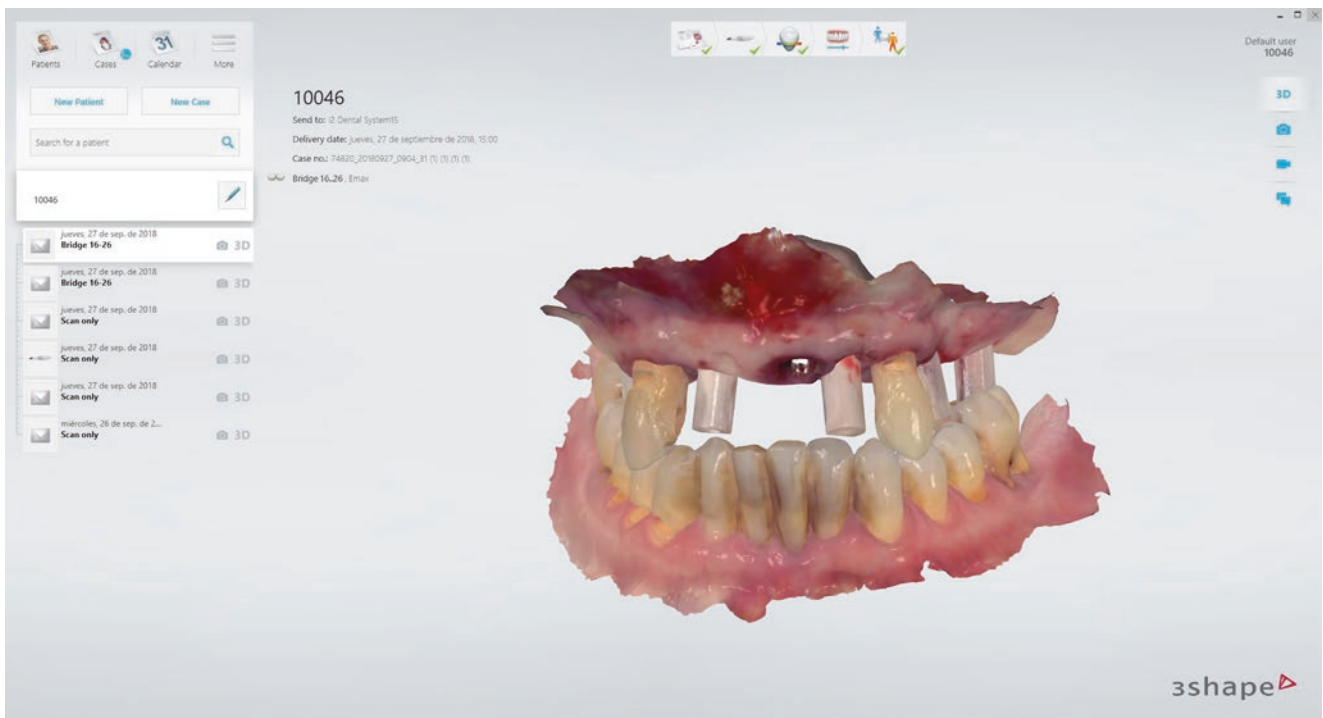 Patients
Cases
31
Calendar
More
New Patient
New Case
Search for a patient
10046
jueves, 27 de sep. de 2018
Bridge 16-26
3D
jueves, 27 de sep. de 2018
Bridge 16-26
3D
jueves, 27 de sep. de 2018
Scan only
3D
jueves, 27 de sep. de 2018
Scan only
3D
jueves, 27 de sep. de 2018
Scan only
3D
miércoles, 26 de sep. de 2...
Scan only
3D
10046
Send to: i2 Dental System15
Delivery date: jueves, 27 de septiembre de 2018, 15:00
Case no.: 74820_20180927_0904_31 (1) (1) (1) (1)
Bridge 16..26 , Emax
Default user
10046
3D
3shape